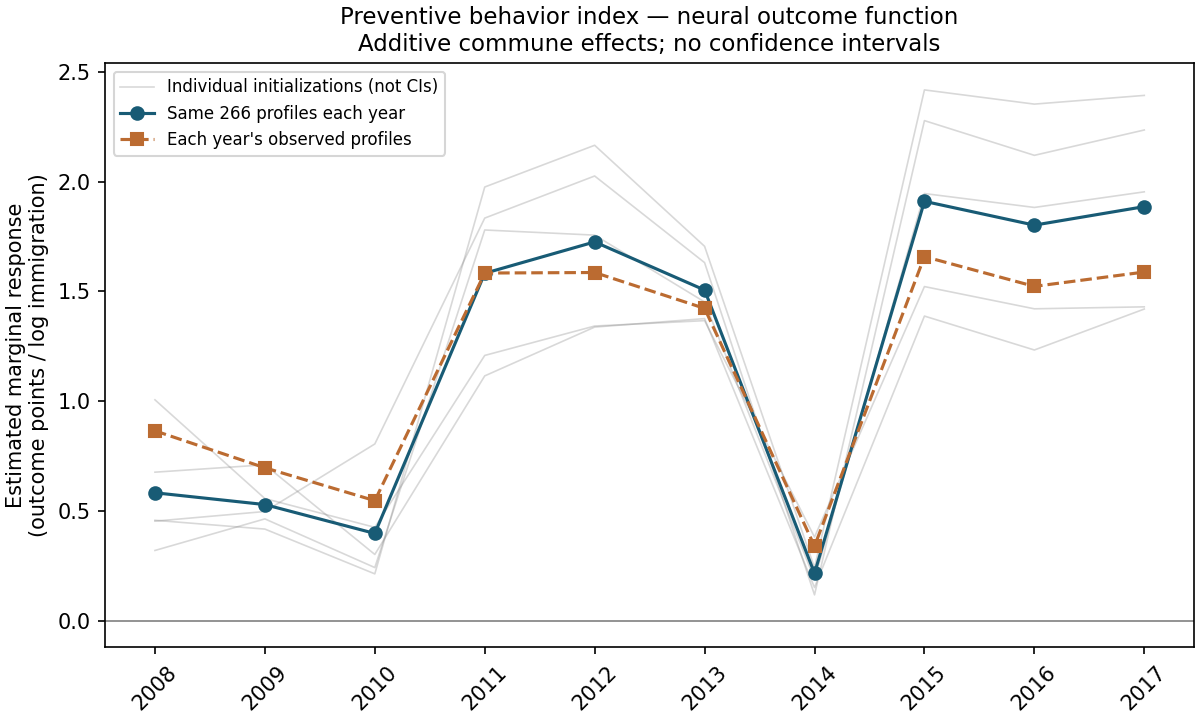 Preventive behavior index — neural outcome function
Additive commune effects; no confidence intervals
Individual initializations (not CIs)
Same 266 profiles each year
Each year's observed profiles
Estimated marginal response
(outcome points / log immigration)
2.5
2.0
1.5
1.0
0.5
0.0
2008
2009
2010
2011
2012
2013
2014
2015
2016
2017